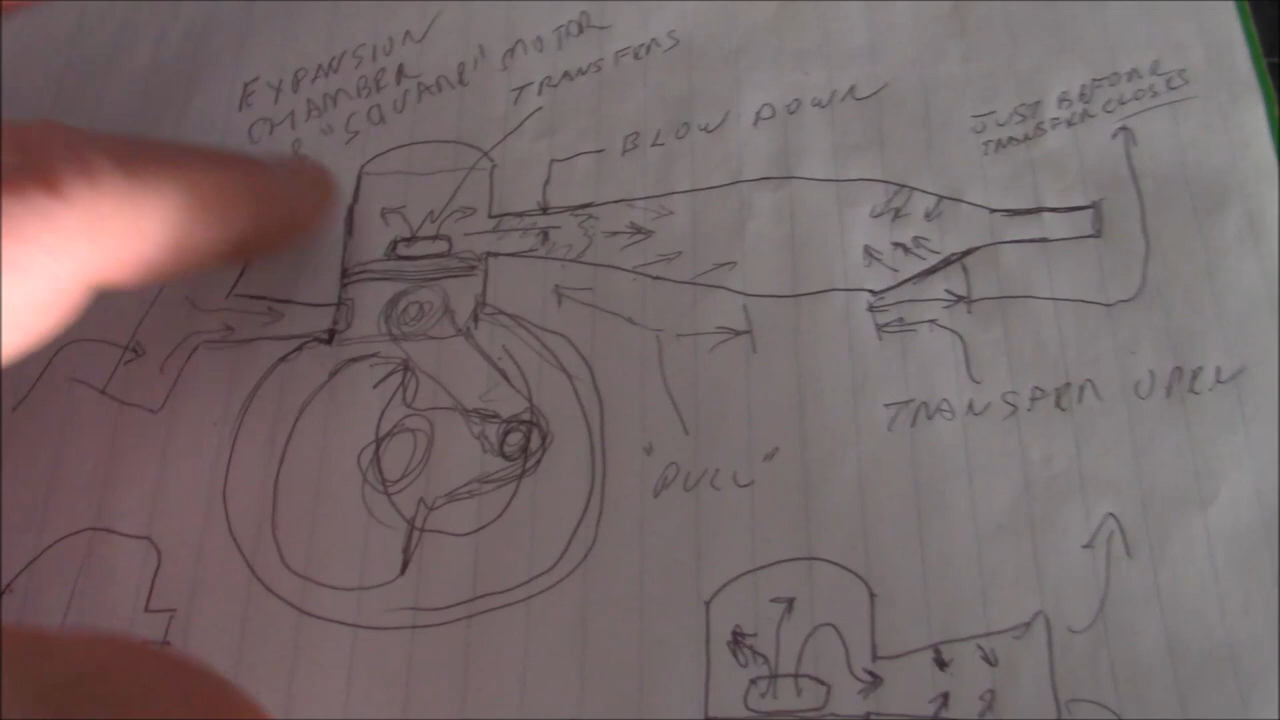 EXPANSION
CHAMBER
& "SQUARE" MOTOR
TRANSFERS
BLOW DOWN
JUST BEFORE
TRANSFER CLOSES
TRANSFER OPEN
"PULL"